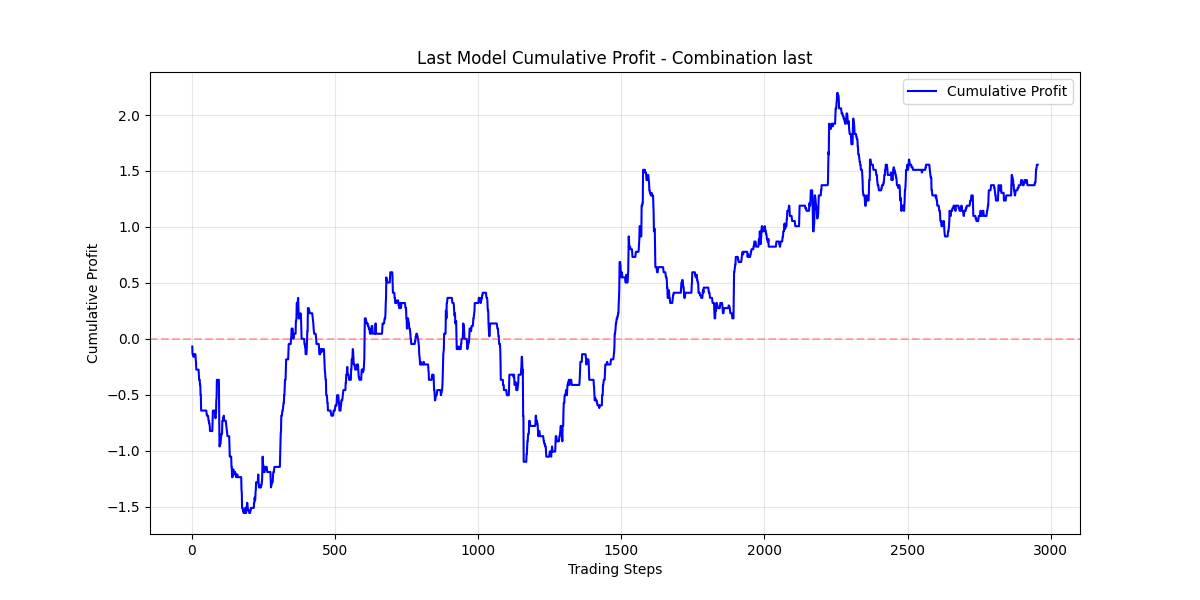 Last Model Cumulative Profit - Combination last
Cumulative Profit
2.0
1.5
1.0
0.5
0.0
−0.5
−1.0
−1.5
Cumulative Profit
0 500 1000 1500 2000 2500 3000
Trading Steps